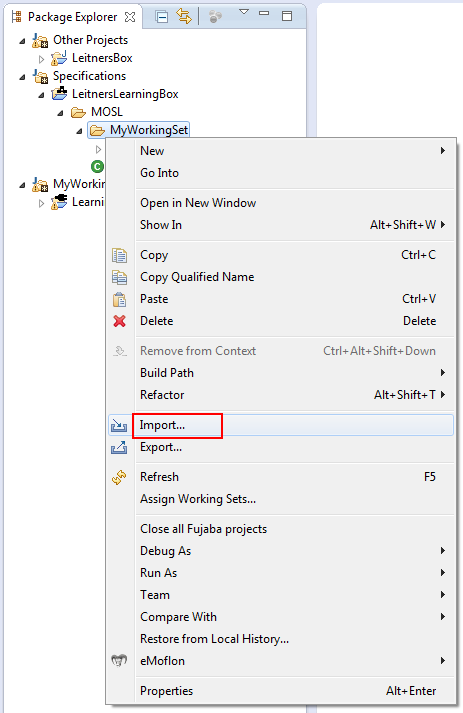 Package Explorer
Other Projects
LeitnersBox
Specifications
LeitnersLearningBox
MOSL
MyWorkingSet
MyWorkin
Learni
New
Go Into
Open in New Window
Show In Alt+Shift+W
Copy Ctrl+C
Copy Qualified Name
Paste Ctrl+V
Delete Delete
Remove from Context Ctrl+Alt+Shift+Down
Build Path
Refactor Alt+Shift+T
Import...
Export...
Refresh F5
Assign Working Sets...
Close all Fujaba projects
Debug As
Run As
Team
Compare With
Restore from Local History...
eMoflon
Properties Alt+Enter